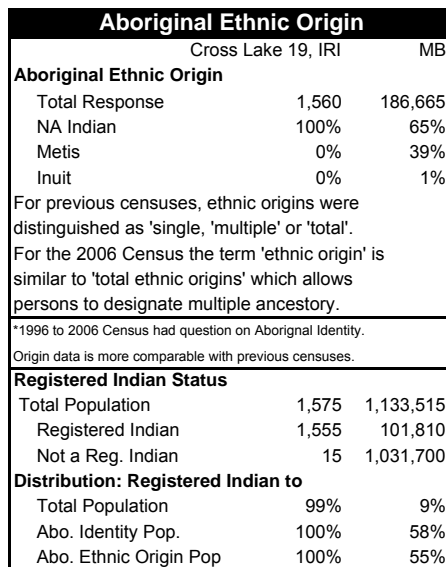 Aboriginal Ethnic Origin
Cross Lake 19, IRI MB
Aboriginal Ethnic Origin
Total Response 1,560 186,665
NA Indian 100% 65%
Metis 0% 39%
Inuit 0% 1%
For previous censuses, ethnic origins were
distinguished as 'single, 'multiple' or 'total'.
For the 2006 Census the term 'ethnic origin' is
similar to 'total ethnic origins' which allows
persons to designate multiple ancestory.
*1996 to 2006 Census had question on Aborignal Identity.
Origin data is more comparable with previous censuses.
Registered Indian Status
Total Population 1,575 1,133,515
Registered Indian 1,555 101,810
Not a Reg. Indian 15 1,031,700
Distribution: Registered Indian to
Total Population 99% 9%
Abo. Identity Pop. 100% 58%
Abo. Ethnic Origin Pop 100% 55%